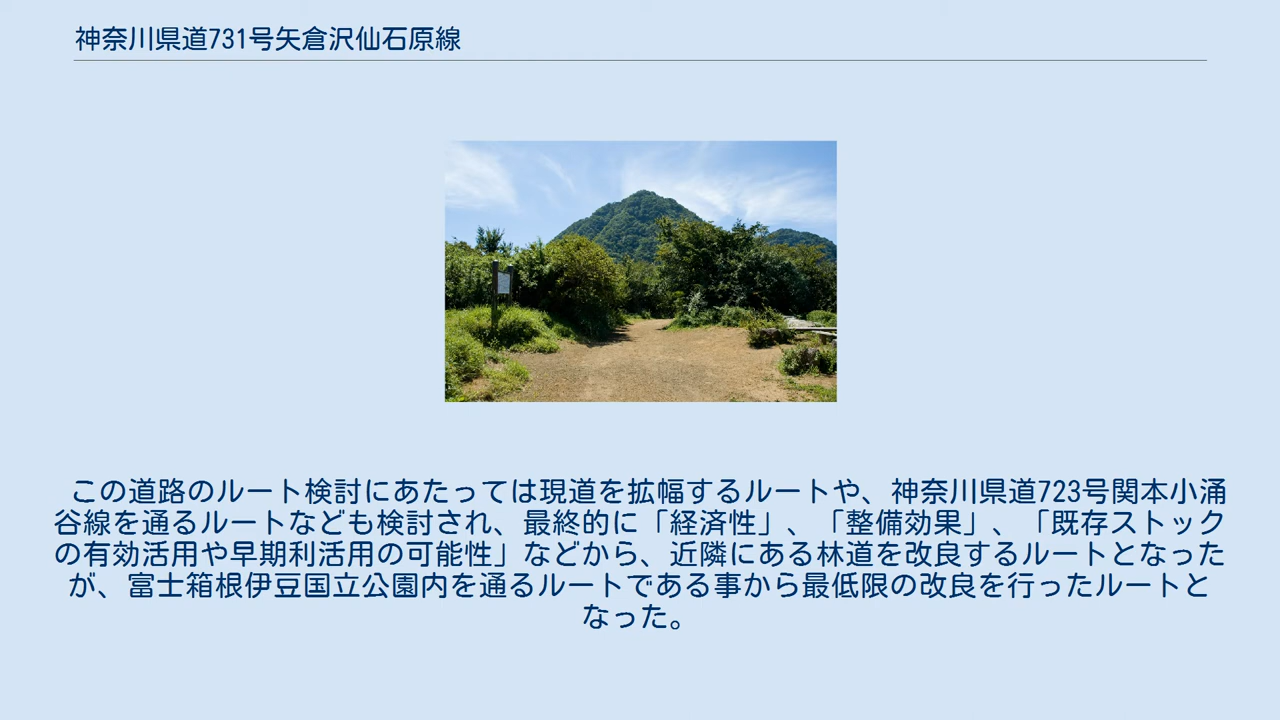 神奈川県道731号矢倉沢仙石原線
この道路のルート検討にあたっては現道を拡幅するルートや、神奈川県道723号関本小涌
谷線を通るルートなども検討され、最終的に「経済性」、「整備効果」、「既存ストック
の有効活用や早期利活用の可能性」などから、近隣にある林道を改良するルートとなった
が、富士箱根伊豆国立公園内を通るルートである事から最低限の改良を行ったルートと
なった。